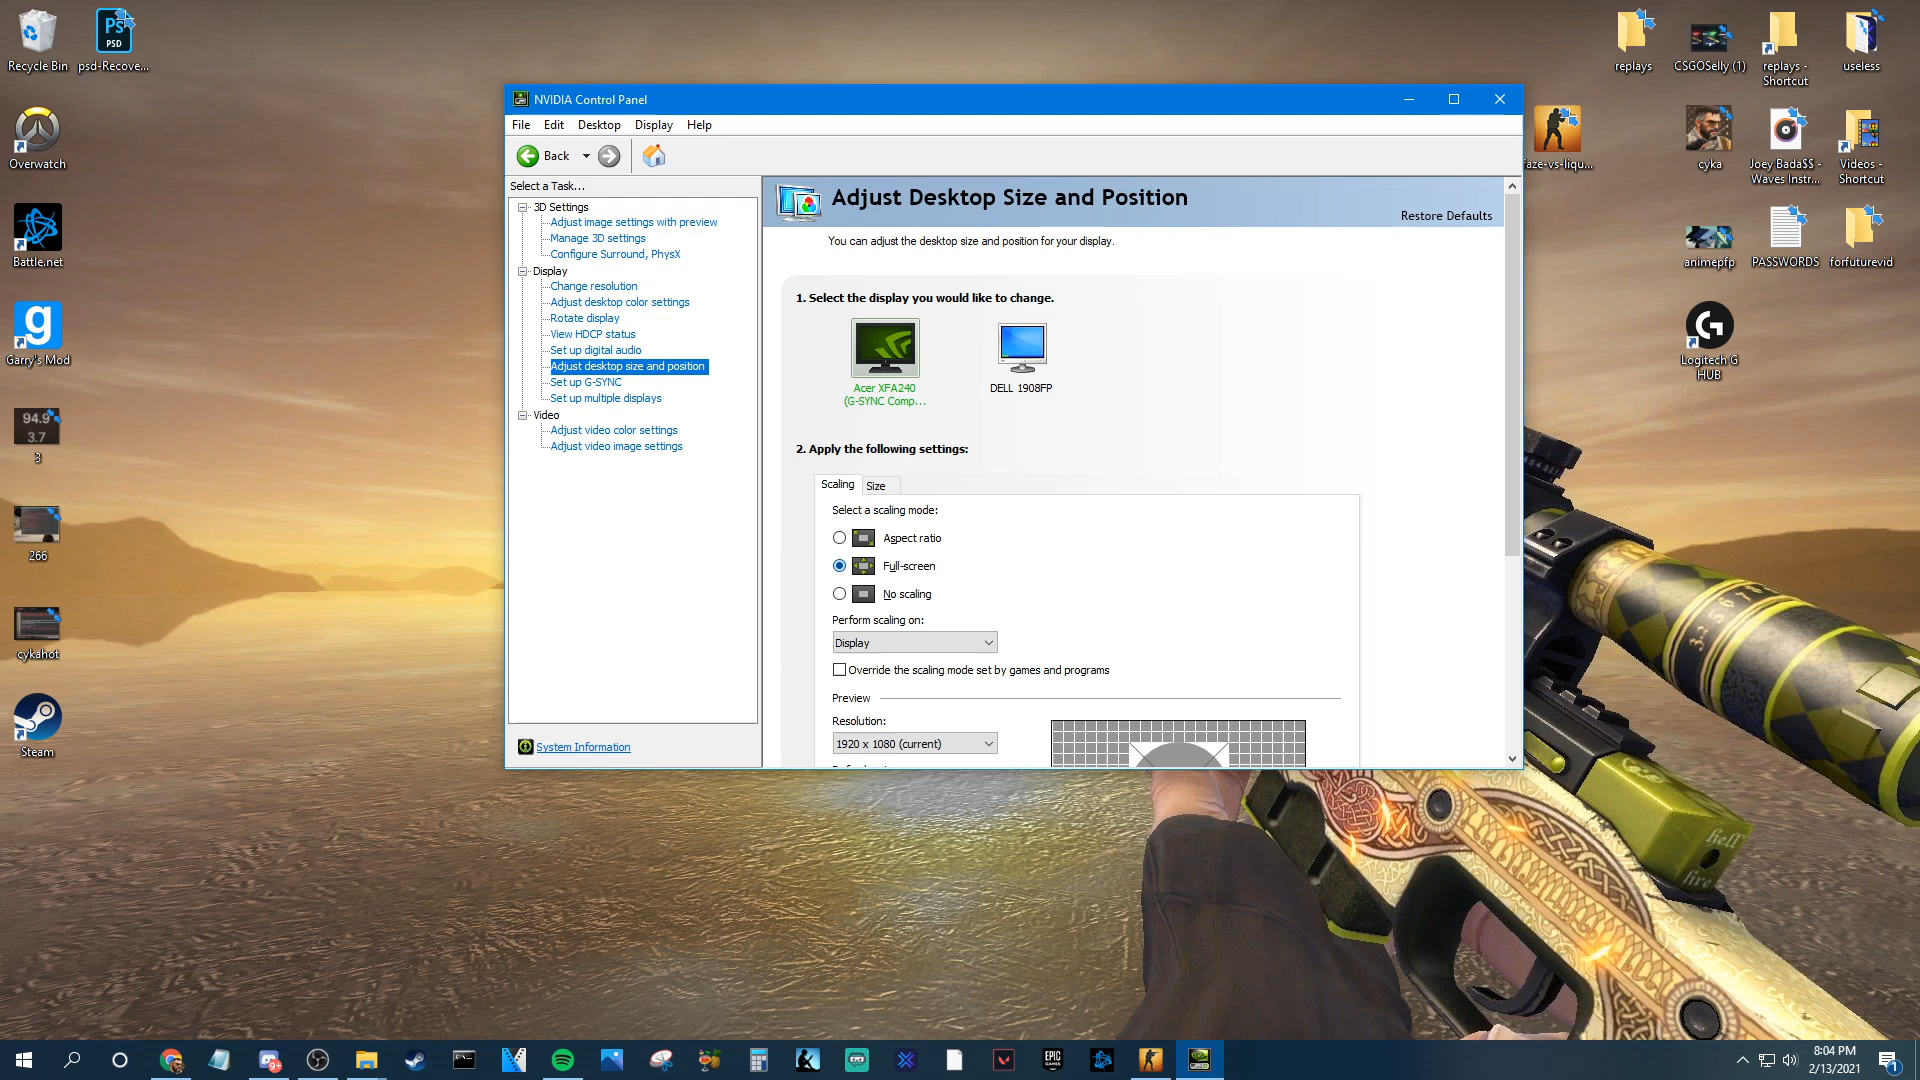 Recycle Bin
psd-Recove...
PSD
Overwatch
Battle.net
Garry's Mod
94.9
3.7
3
266
cykahot
Steam
NVIDIA Control Panel
File Edit Desktop Display Help
Back
Select a Task...
3D Settings
Adjust image settings with preview
Manage 3D settings
Configure Surround, PhysX
Display
Change resolution
Adjust desktop color settings
Rotate display
View HDCP status
Set up digital audio
Adjust desktop size and position
Set up G-SYNC
Set up multiple displays
Video
Adjust video color settings
Adjust video image settings
System Information
Adjust Desktop Size and Position
Restore Defaults
You can adjust the desktop size and position for your display.
1. Select the display you would like to change.
Acer XFA240
(G-SYNC Comp...
DELL 1908FP
2. Apply the following settings:
Scaling
Size
Select a scaling mode:
Aspect ratio
Full-screen
No scaling
Perform scaling on:
Display
Override the scaling mode set by games and programs
Preview
Resolution:
1920 x 1080 (current)
replays
CSGOSelly (1)
replays -
Shortcut
useless
faze-vs-liqu...
cyka
Joey Bada$$ -
Waves Instr...
Videos -
Shortcut
animepfp
PASSWORDS
forfuturevid
Logitech G
HUB
hell
fire
8:04 PM
2/13/2021